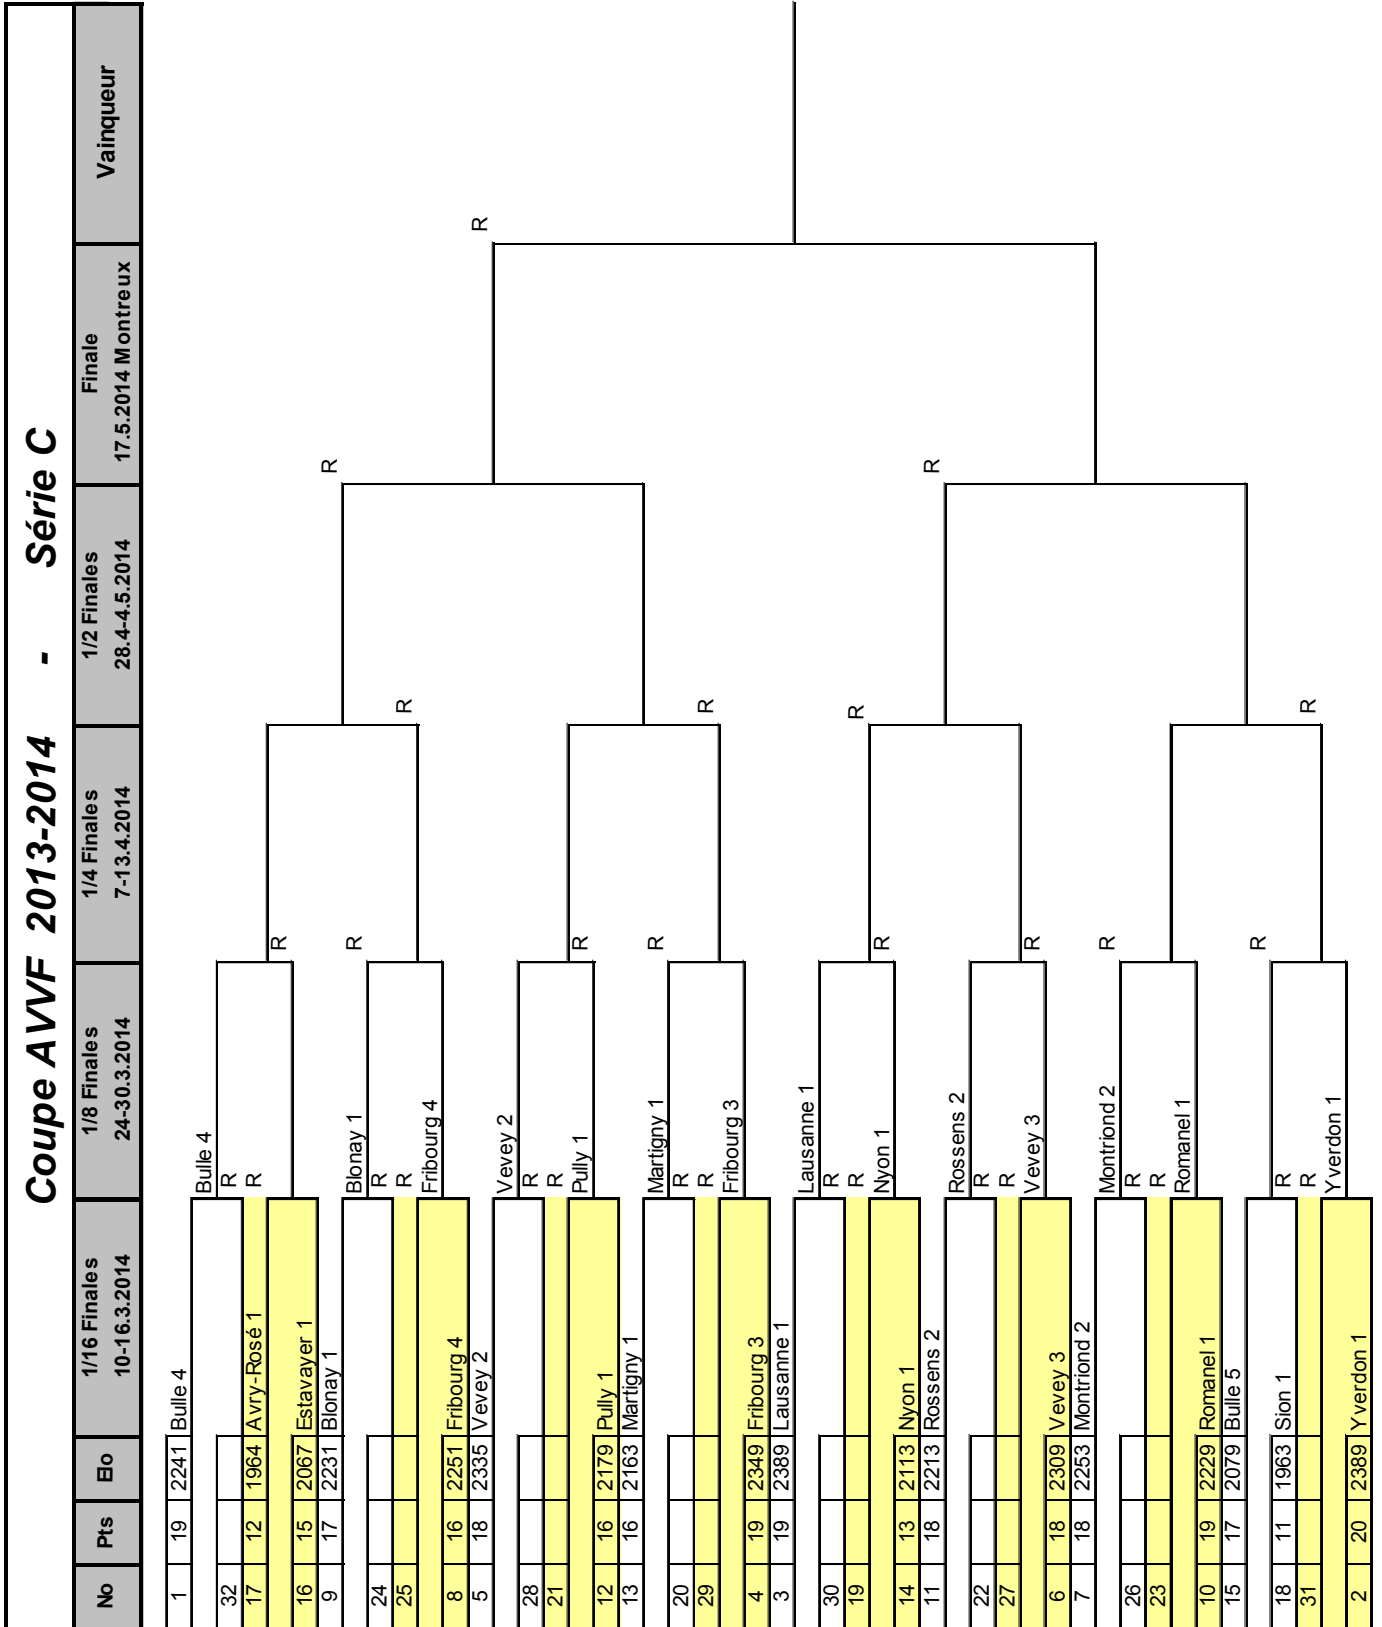 Coupe AVVF 2013-2014 - Série C
No Pts Elo 1/16 Finales 1/8 Finales 1/4 Finales 1/2 Finales Finale Vainqueur
10-16.3.2014 24-30.3.2014 7-13.4.2014 28.4-4.5.2014 17.5.2014 Montreux
1 19 2241 Bulle 4
Bulle 4
32 R
17 12 1964 Avry-Rosé 1 R
R
16 15 2067 Estavayer 1
9 17 2231 Blonay 1 R
Blonay 1 R
24 R
25 R R
Fribourg 4
8 16 2251 Fribourg 4
5 18 2335 Vevey 2 R
Vevey 2
28 R
21 R
Pully 1 R
12 16 2179 Pully 1
13 16 2163 Martigny 1
Martigny 1 R
20 R
29 R R
Fribourg 3
4 19 2349 Fribourg 3
3 19 2389 Lausanne 1
Lausanne 1
30 R
19 R R
Nyon 1 R
14 13 2113 Nyon 1
11 18 2213 Rossens 2 R
Rossens 2
22 R
27 R
Vevey 3 R
6 18 2309 Vevey 3
7 18 2253 Montriond 2
Montriond 2 R
26 R
23 R
Romanel 1
10 19 2229 Romanel 1
15 17 2079 Bulle 5
R
18 11 1963 Sion 1 R
31 R R
Yverdon 1
2 20 2389 Yverdon 1